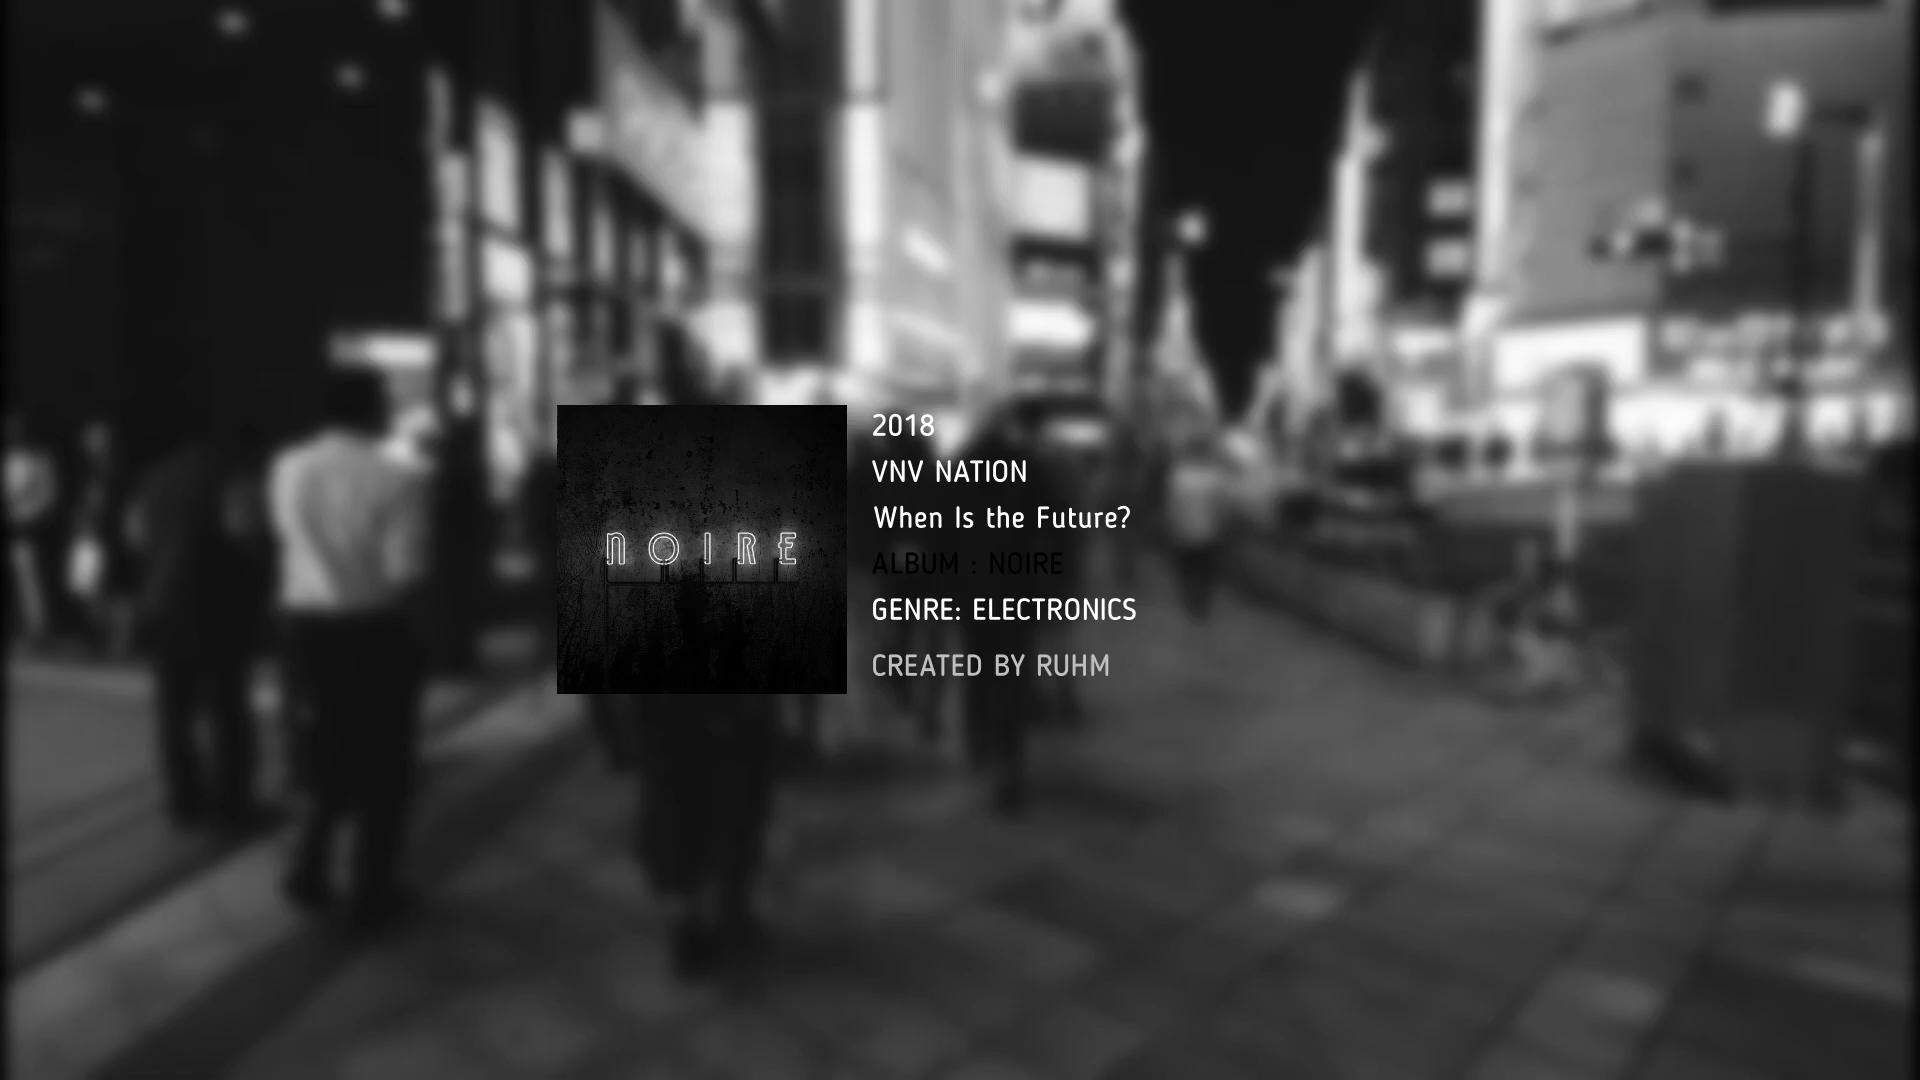 NOIRE
2018
VNV NATION
When Is the Future?
ALBUM : NOIRE
GENRE: ELECTRONICS
CREATED BY RUHM